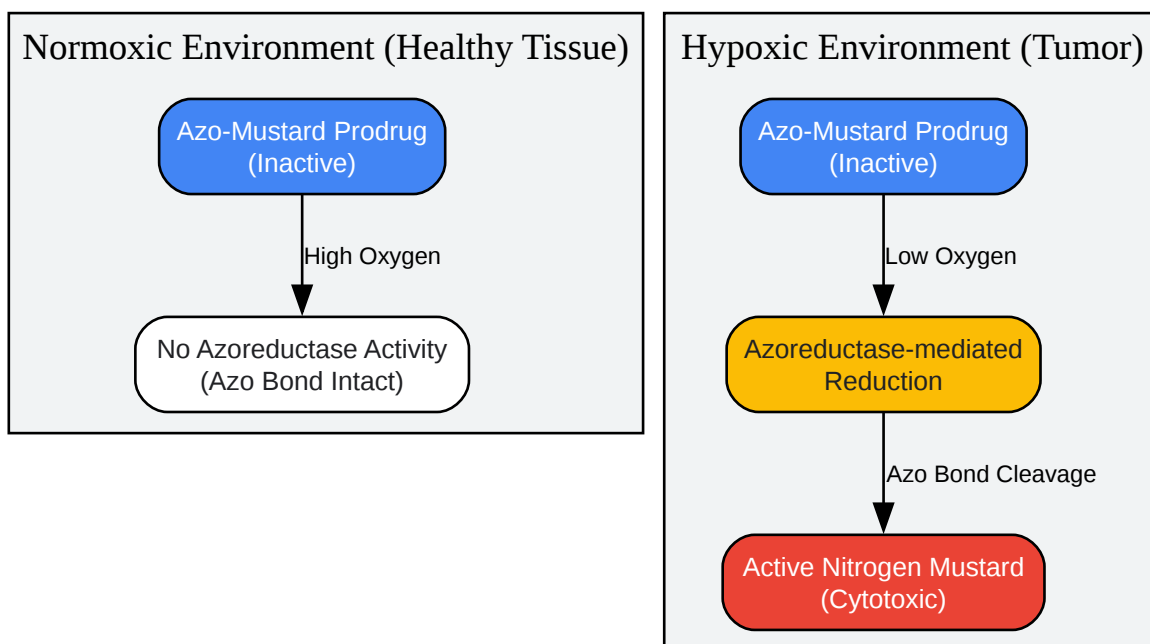 Normoxic Environment (Healthy Tissue)
Azo-Mustard Prodrug
(Inactive)
High Oxygen
No Azoreductase Activity
(Azo Bond Intact)
Hypoxic Environment (Tumor)
Azo-Mustard Prodrug
(Inactive)
Low Oxygen
Azoreductase-mediated
Reduction
Azo Bond Cleavage
Active Nitrogen Mustard
(Cytotoxic)